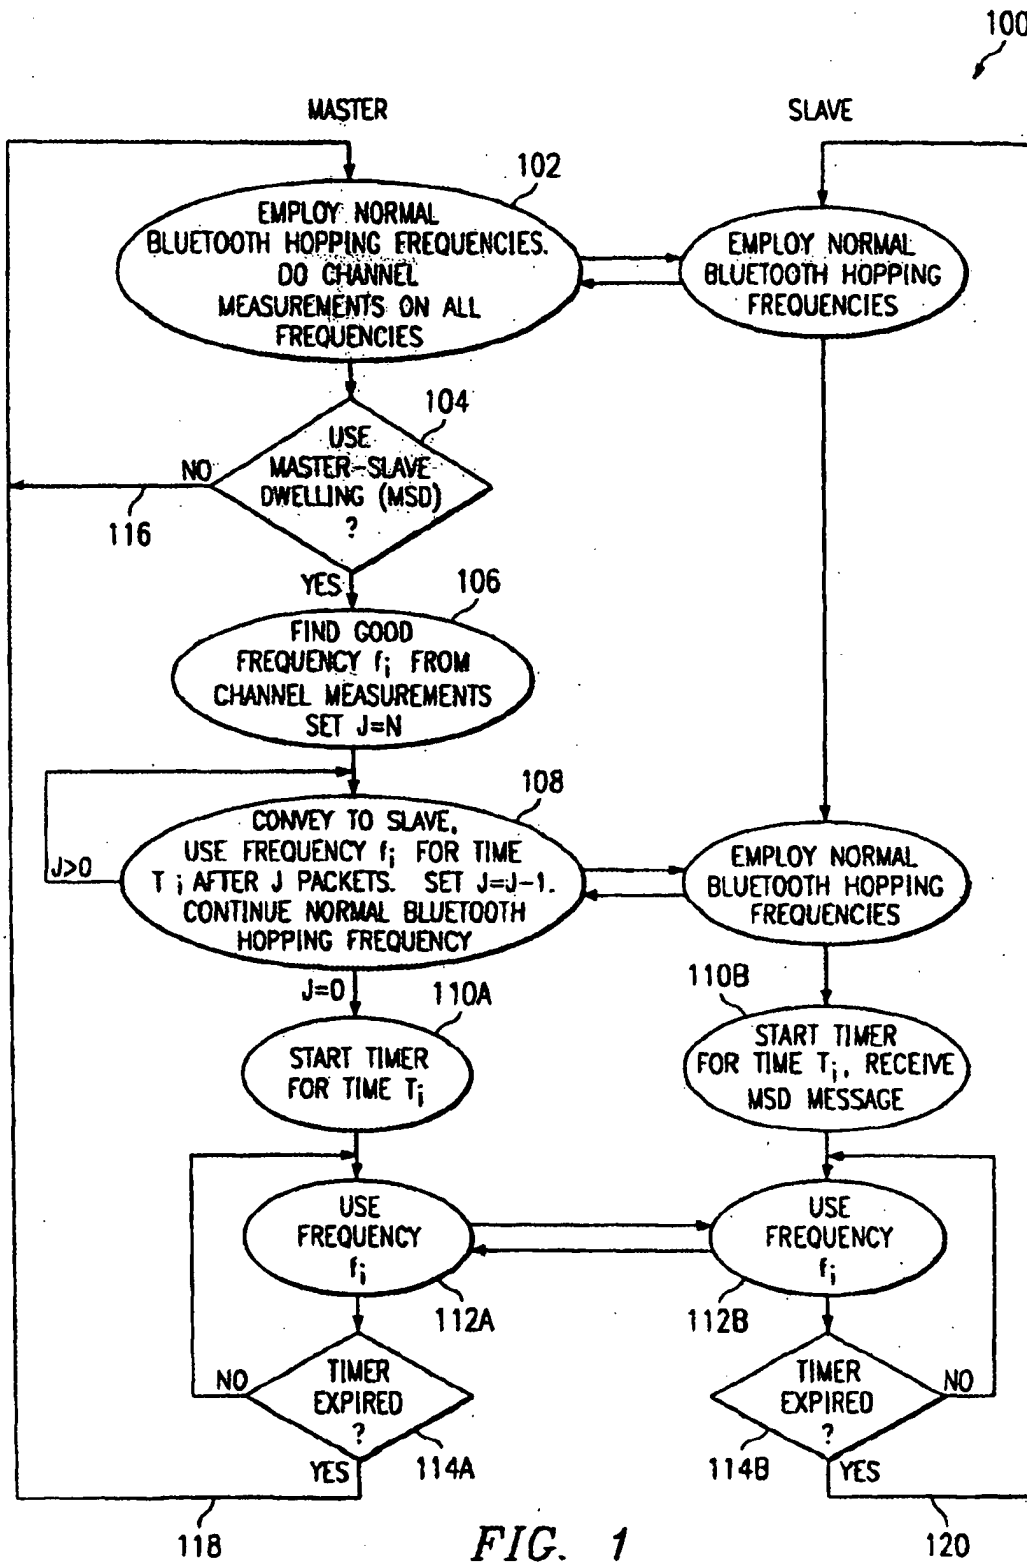 100
MASTER
SLAVE
102
EMPLOY NORMAL
BLUETOOTH HOPPING FREQUENCIES.
DO CHANNEL
MEASUREMENTS ON ALL
FREQUENCIES
EMPLOY NORMAL
BLUETOOTH HOPPING
FREQUENCIES
104
USE
MASTER-SLAVE
DWELLING (MSD)
?
NO
116
YES
106
FIND GOOD
FREQUENCY fi FROM
CHANNEL MEASUREMENTS
SET J=N
108
CONVEY TO SLAVE,
USE FREQUENCY fi FOR TIME
Ti AFTER J PACKETS. SET J=J-1.
CONTINUE NORMAL BLUETOOTH
HOPPING FREQUENCY
J>0
EMPLOY NORMAL
BLUETOOTH HOPPING
FREQUENCIES
J=0
110A
START TIMER
FOR TIME Ti
110B
START TIMER
FOR TIME Ti, RECEIVE
MSD MESSAGE
USE
FREQUENCY
fi
112A
USE
FREQUENCY
fi
112B
NO
TIMER
EXPIRED
?
YES
114A
TIMER
EXPIRED
?
NO
114B
YES
118
120
FIG. 1